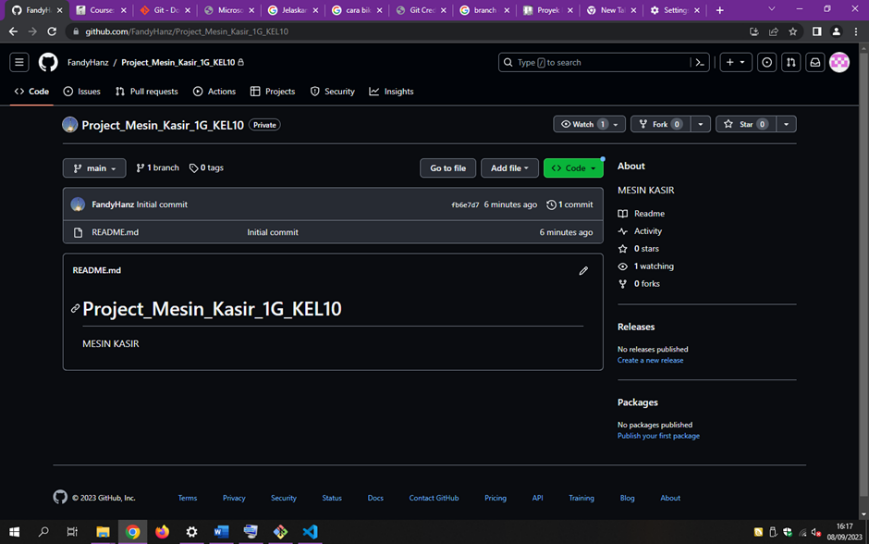 FandyH
Courses
Git - Do
Microso
Jelaska
cara bil
Git Cre
branch
Proyek
New Ta
Setting
github.com/FandyHanz/Project_Mesin_Kasir_1G_KEL10
FandyHanz / Project_Mesin_Kasir_1G_KEL10
Type / to search
Code Issues Pull requests Actions Projects Security Insights
Project_Mesin_Kasir_1G_KEL10 Private
Watch 1 Fork 0 Star 0
main 1 branch 0 tags Go to file Add file Code
FandyHanz Initial commit fb6e7d7 6 minutes ago 1 commit
README.md Initial commit 6 minutes ago
README.md
Project_Mesin_Kasir_1G_KEL10
MESIN KASIR
About
MESIN KASIR
Readme
Activity
0 stars
1 watching
0 forks
Releases
No releases published
Create a new release
Packages
No packages published
Publish your first package
© 2023 GitHub, Inc. Terms Privacy Security Status Docs Contact GitHub Pricing API Training Blog About
16:17
08/09/2023